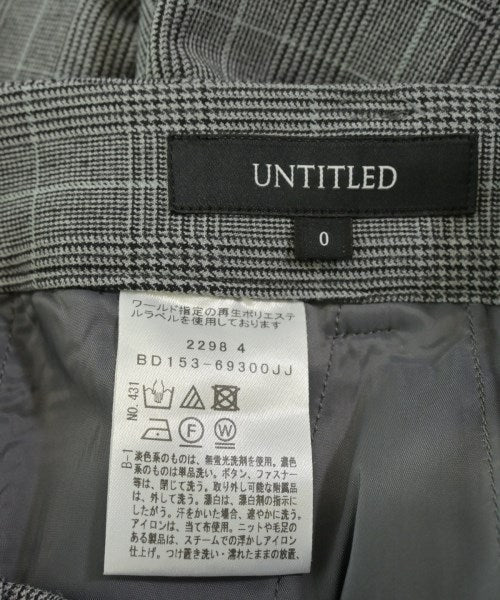 UNTITLED
0
ワールド指定の再生ポリエステ
ルラベルを使用しております
2298 4
BD153-69300JJ
NO.431
F
W
B-1
淡色系のものは、無蛍光洗剤を使用。濃色
系のものは単品洗い。ボタン、ファスナー
等は、閉じて洗う。取り外し可能な附属品
は、外して洗う。漂白は、漂白剤の指示に
したがう。汗をかいた場合、速やかに洗う。
アイロンは、当て布使用。ニットや毛足の
ある製品は、スチームでの浮かしアイロン
仕上げ。つけ置き洗い・濡れたままの放置、